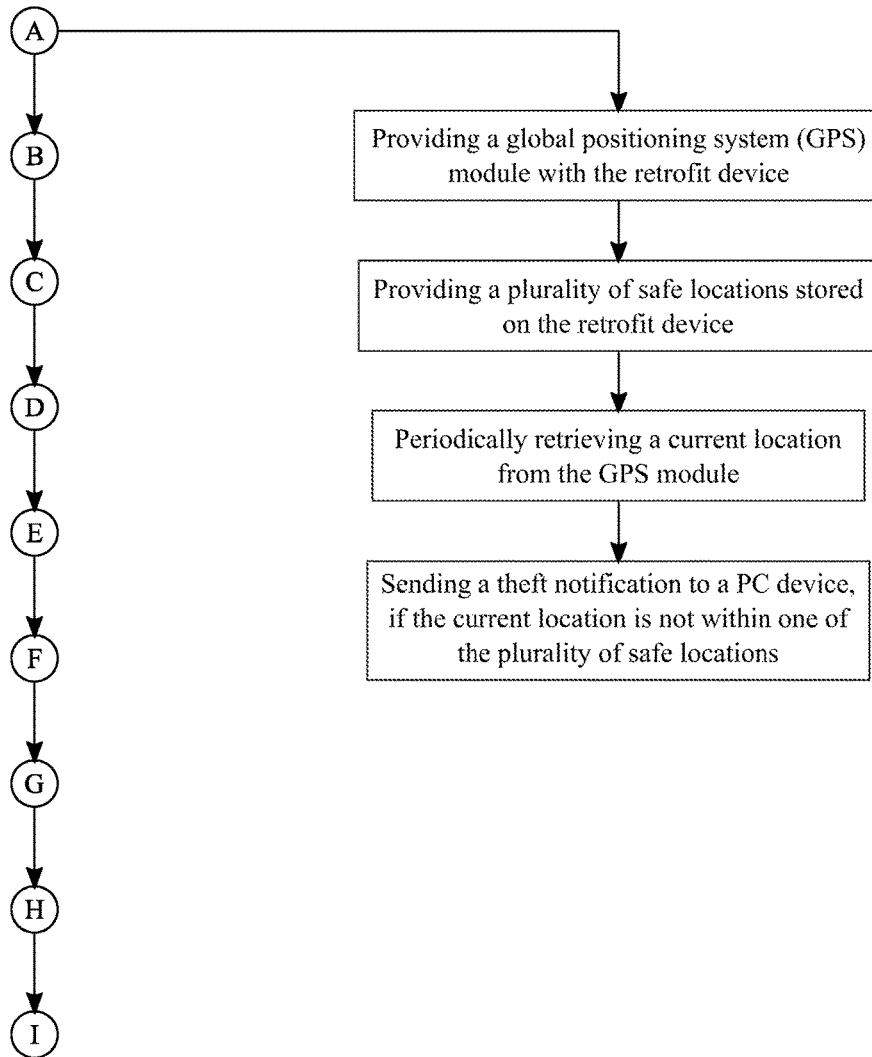 A
B
C
D
E
F
G
H
I
Providing a global positioning system (GPS)
module with the retrofit device
Providing a plurality of safe locations stored
on the retrofit device
Periodically retrieving a current location
from the GPS module
Sending a theft notification to a PC device,
if the current location is not within one of
the plurality of safe locations